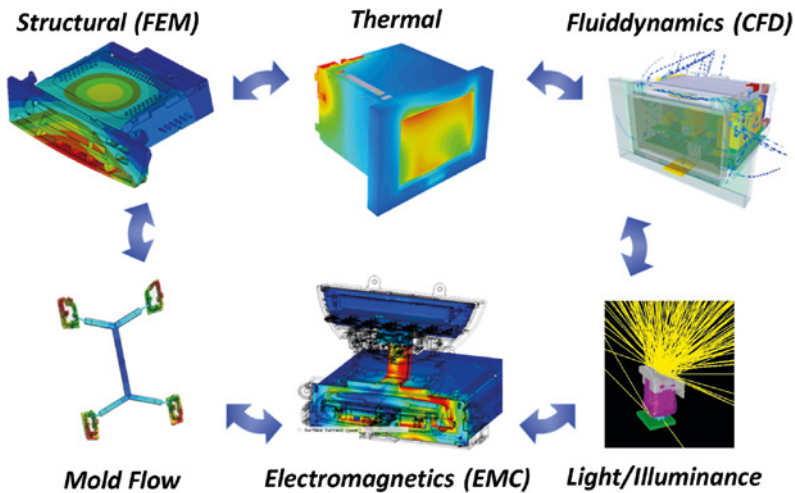 Structural (FEM)
Thermal
Fluiddynamics (CFD)
Mold Flow
Electromagnetics (EMC)
Light/Illuminance